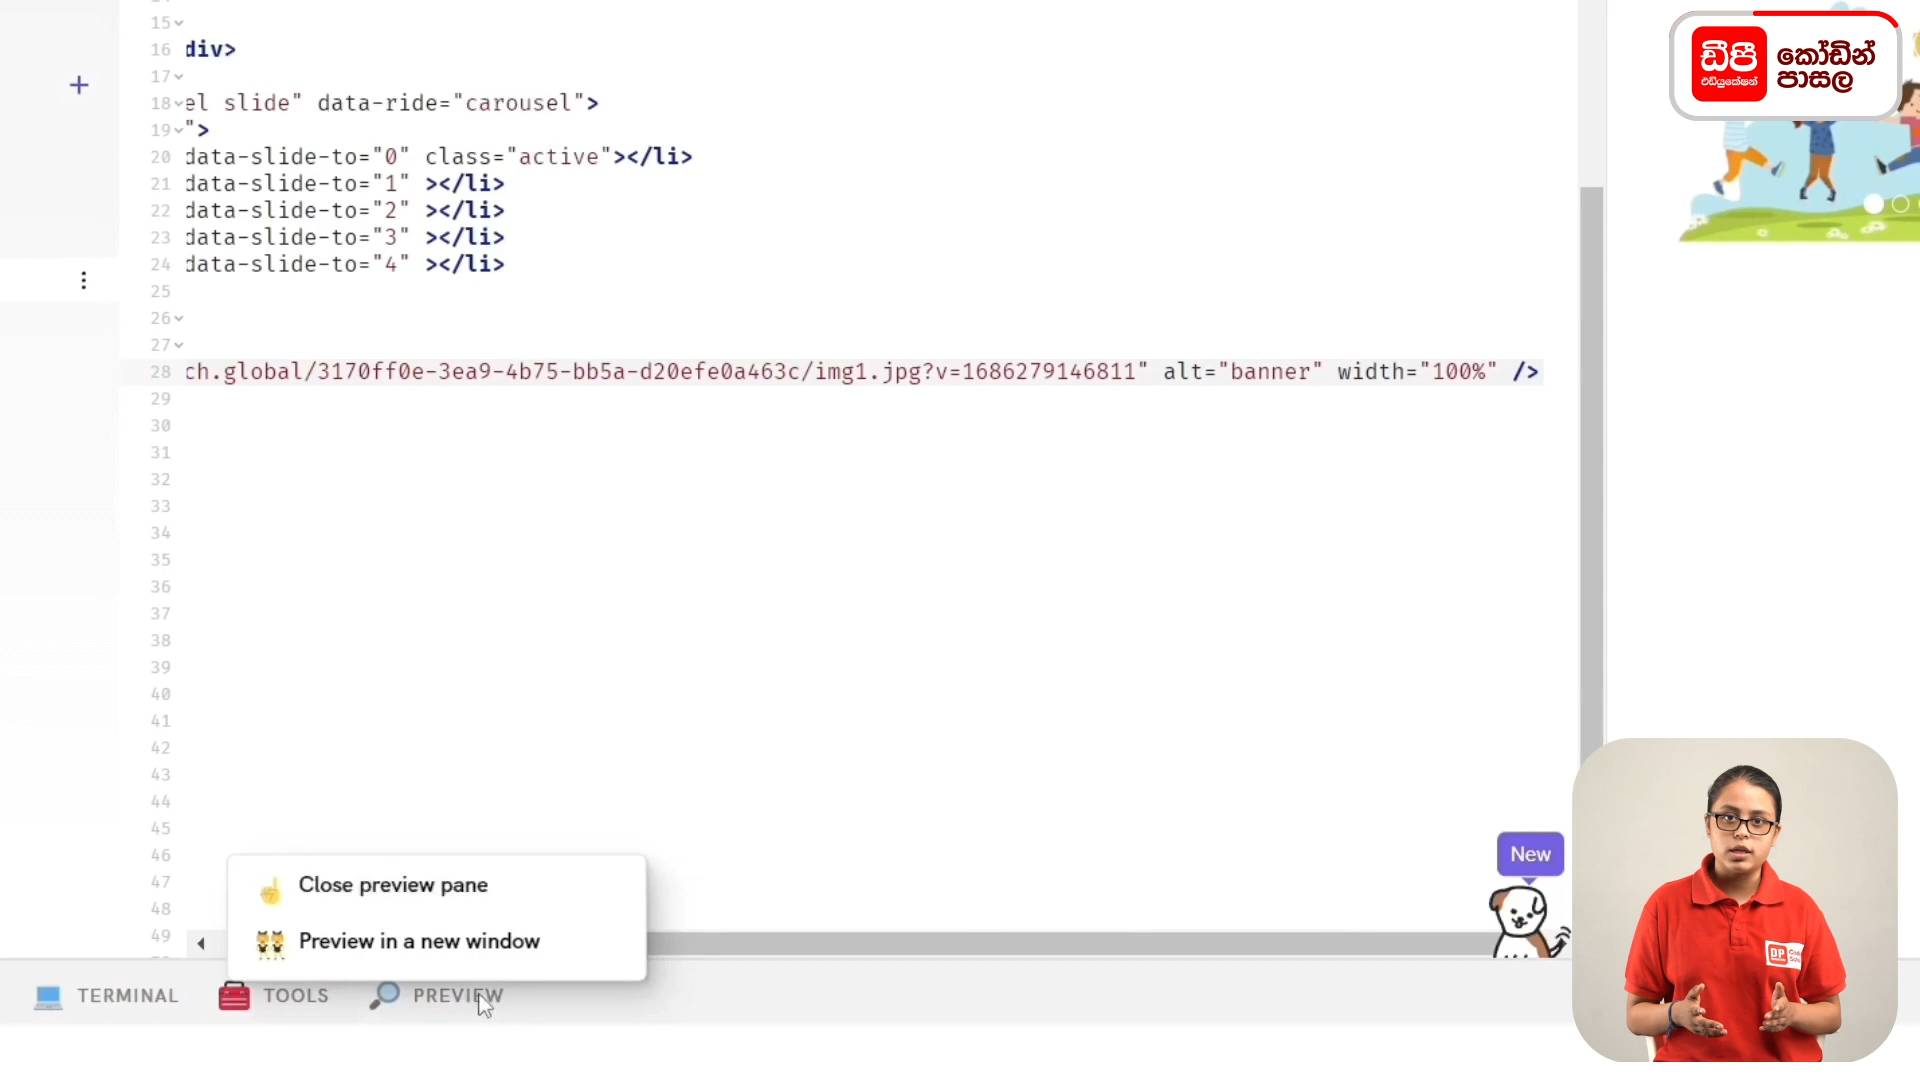 15
16 div>
17
18 el slide" data-ride="carousel">
19 ">
20 data-slide-to="0" class="active"></li>
21 data-slide-to="1" ></li>
22 data-slide-to="2" ></li>
23 data-slide-to="3" ></li>
24 data-slide-to="4" ></li>
25
26
27
28 ch.global/3170ff0e-3ea9-4b75-bb5a-d20efe0a463c/img1.jpg?v=1686279146811" alt="banner" width="100%" />
29
30
31
32
33
34
35
36
37
38
39
40
41
42
43
44
45
46
47
48
49
Close preview pane
Preview in a new window
TERMINAL TOOLS PREVIEW
New
ඩීපී
එඩියුකේෂන්
කෝඩින්
පාසල
DP